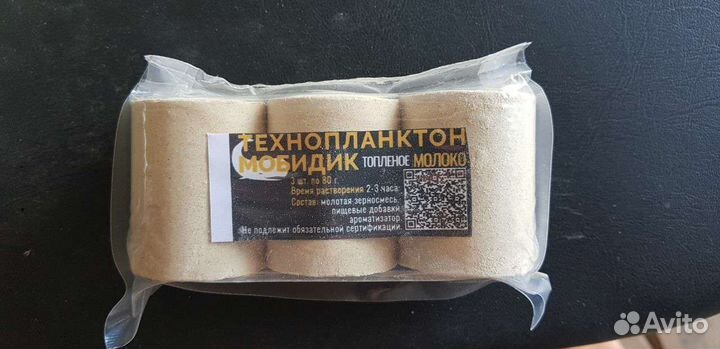 ТЕХНОПЛАНКТОН
МОБИДИК ТОПЛЕНОЕ МОЛОКО
3 шт. по 80 г.
Время растворения 2-3 часа.
Состав: молотая зерносмесь,
пищевые добавки,
ароматизатор.
Не подлежит обязательной сертификации.
Avito